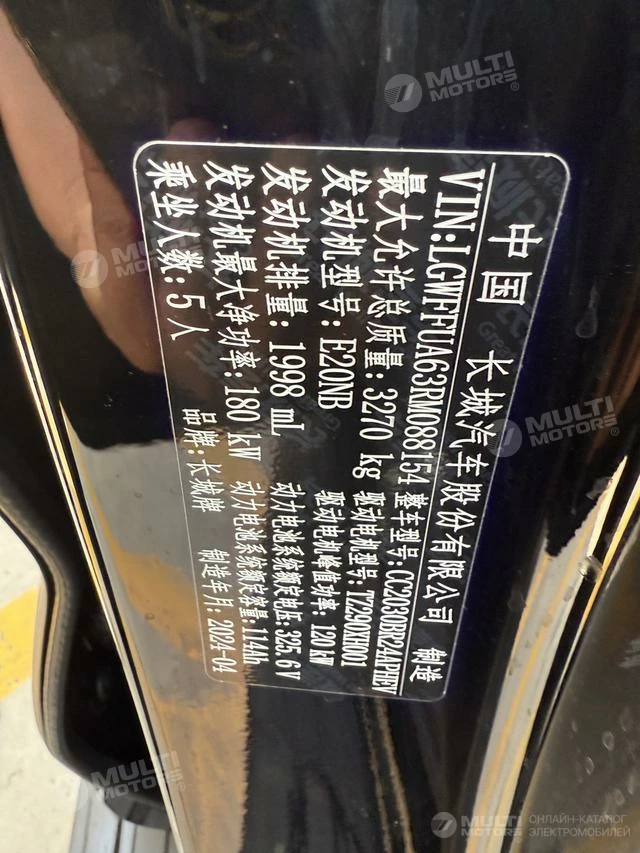 中国 长城汽车股份有限公司 制造
VIN:LGWFFUA63RM088154 整车型号:CC2030BR24APHEV
最大允许总质量:3270 kg 驱动电机型号:TZ290XH001
发动机型号:E20NB 驱动电机峰值功率:120 kW
发动机排量:1998 mL 动力电池系统额定电压:325.6V
发动机最大净功率:180 kW 动力电池系统额定容量:114Ah
乘坐人数:5人 品牌:长城牌 制造年月:2024-04
MULTI MOTORS®
MULTI MOTORS®
MULTI MOTORS
MULTI MOTORS
MULTI MOTORS
ОНЛАЙН-КАТАЛОГ
ЭЛЕКТРОМОБИЛЕЙ